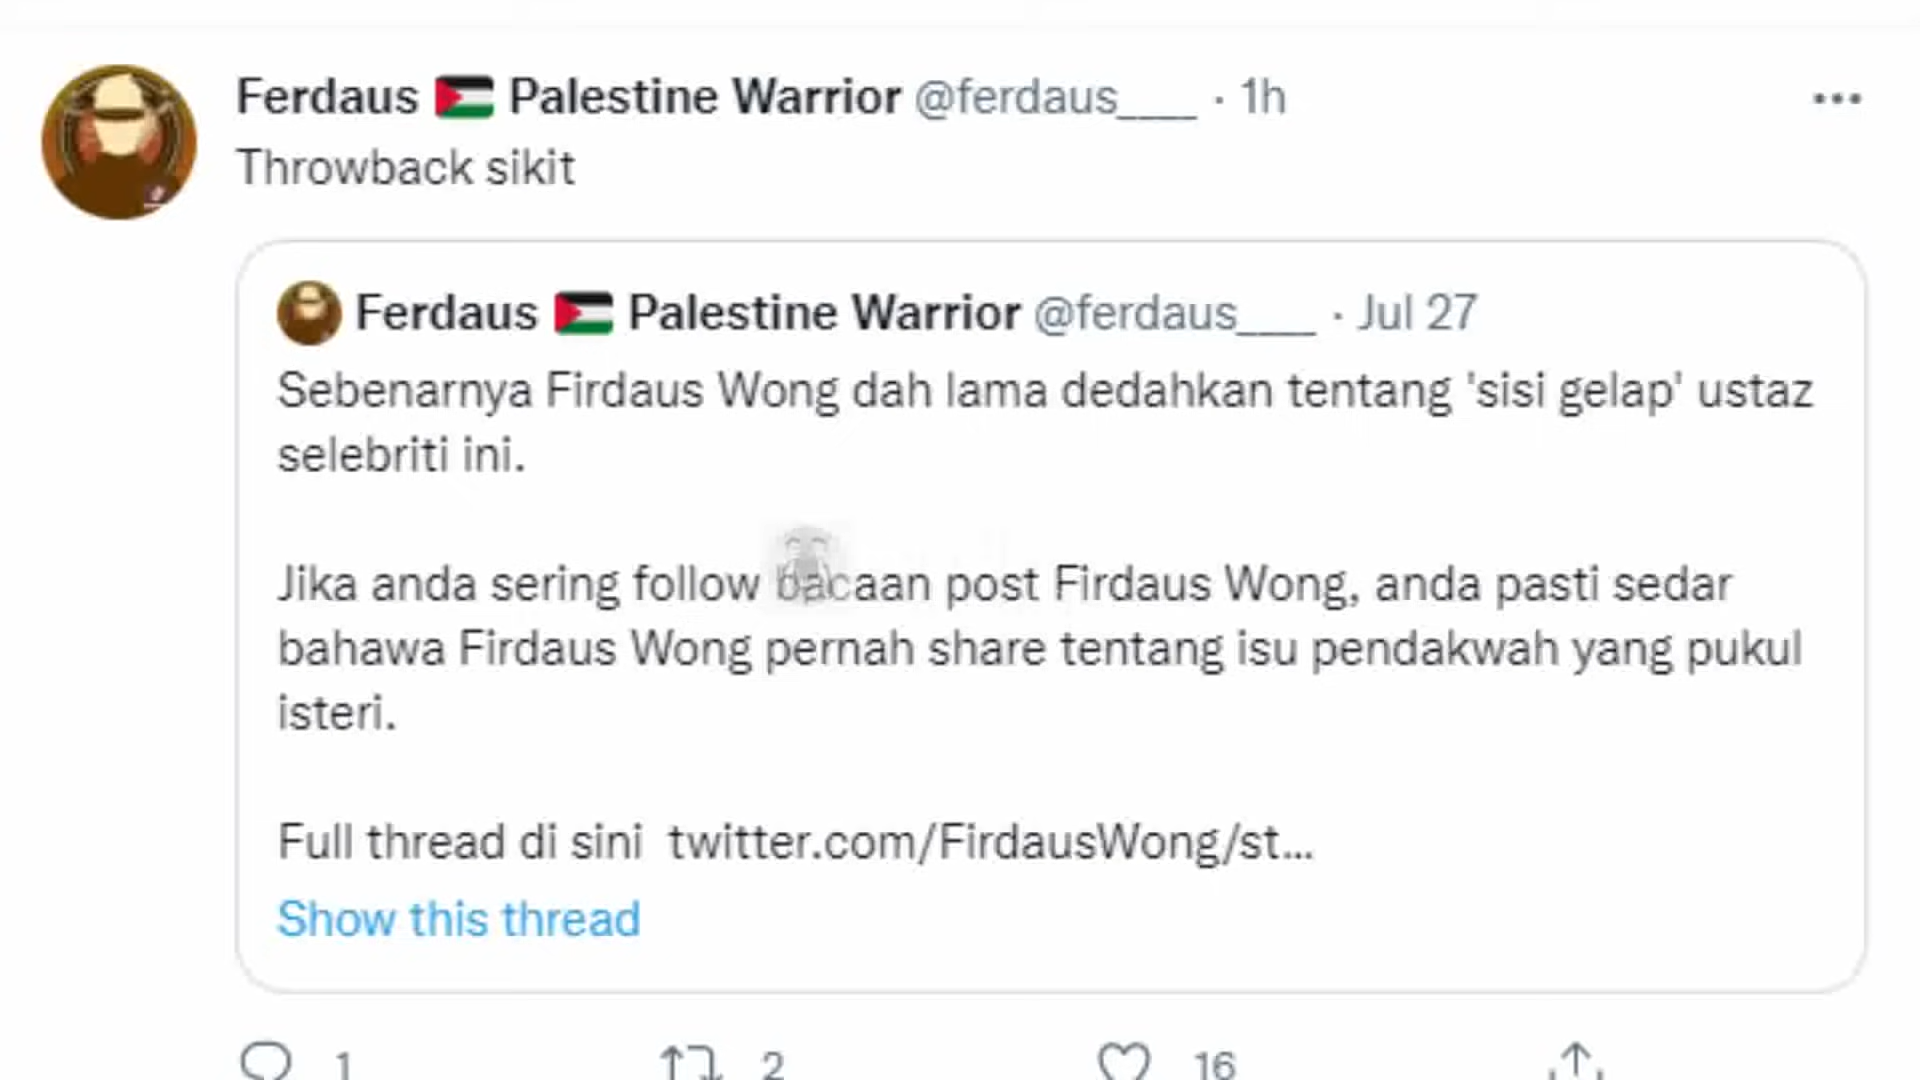 Ferdaus 🇵🇸 Palestine Warrior @ferdaus____ · 1h
Throwback sikit
Ferdaus 🇵🇸 Palestine Warrior @ferdaus____ · Jul 27
Sebenarnya Firdaus Wong dah lama dedahkan tentang 'sisi gelap' ustaz
selebriti ini.
Jika anda sering follow bacaan post Firdaus Wong, anda pasti sedar
bahawa Firdaus Wong pernah share tentang isu pendakwah yang pukul
isteri.
Full thread di sini twitter.com/FirdausWong/st...
Show this thread
1 2 16